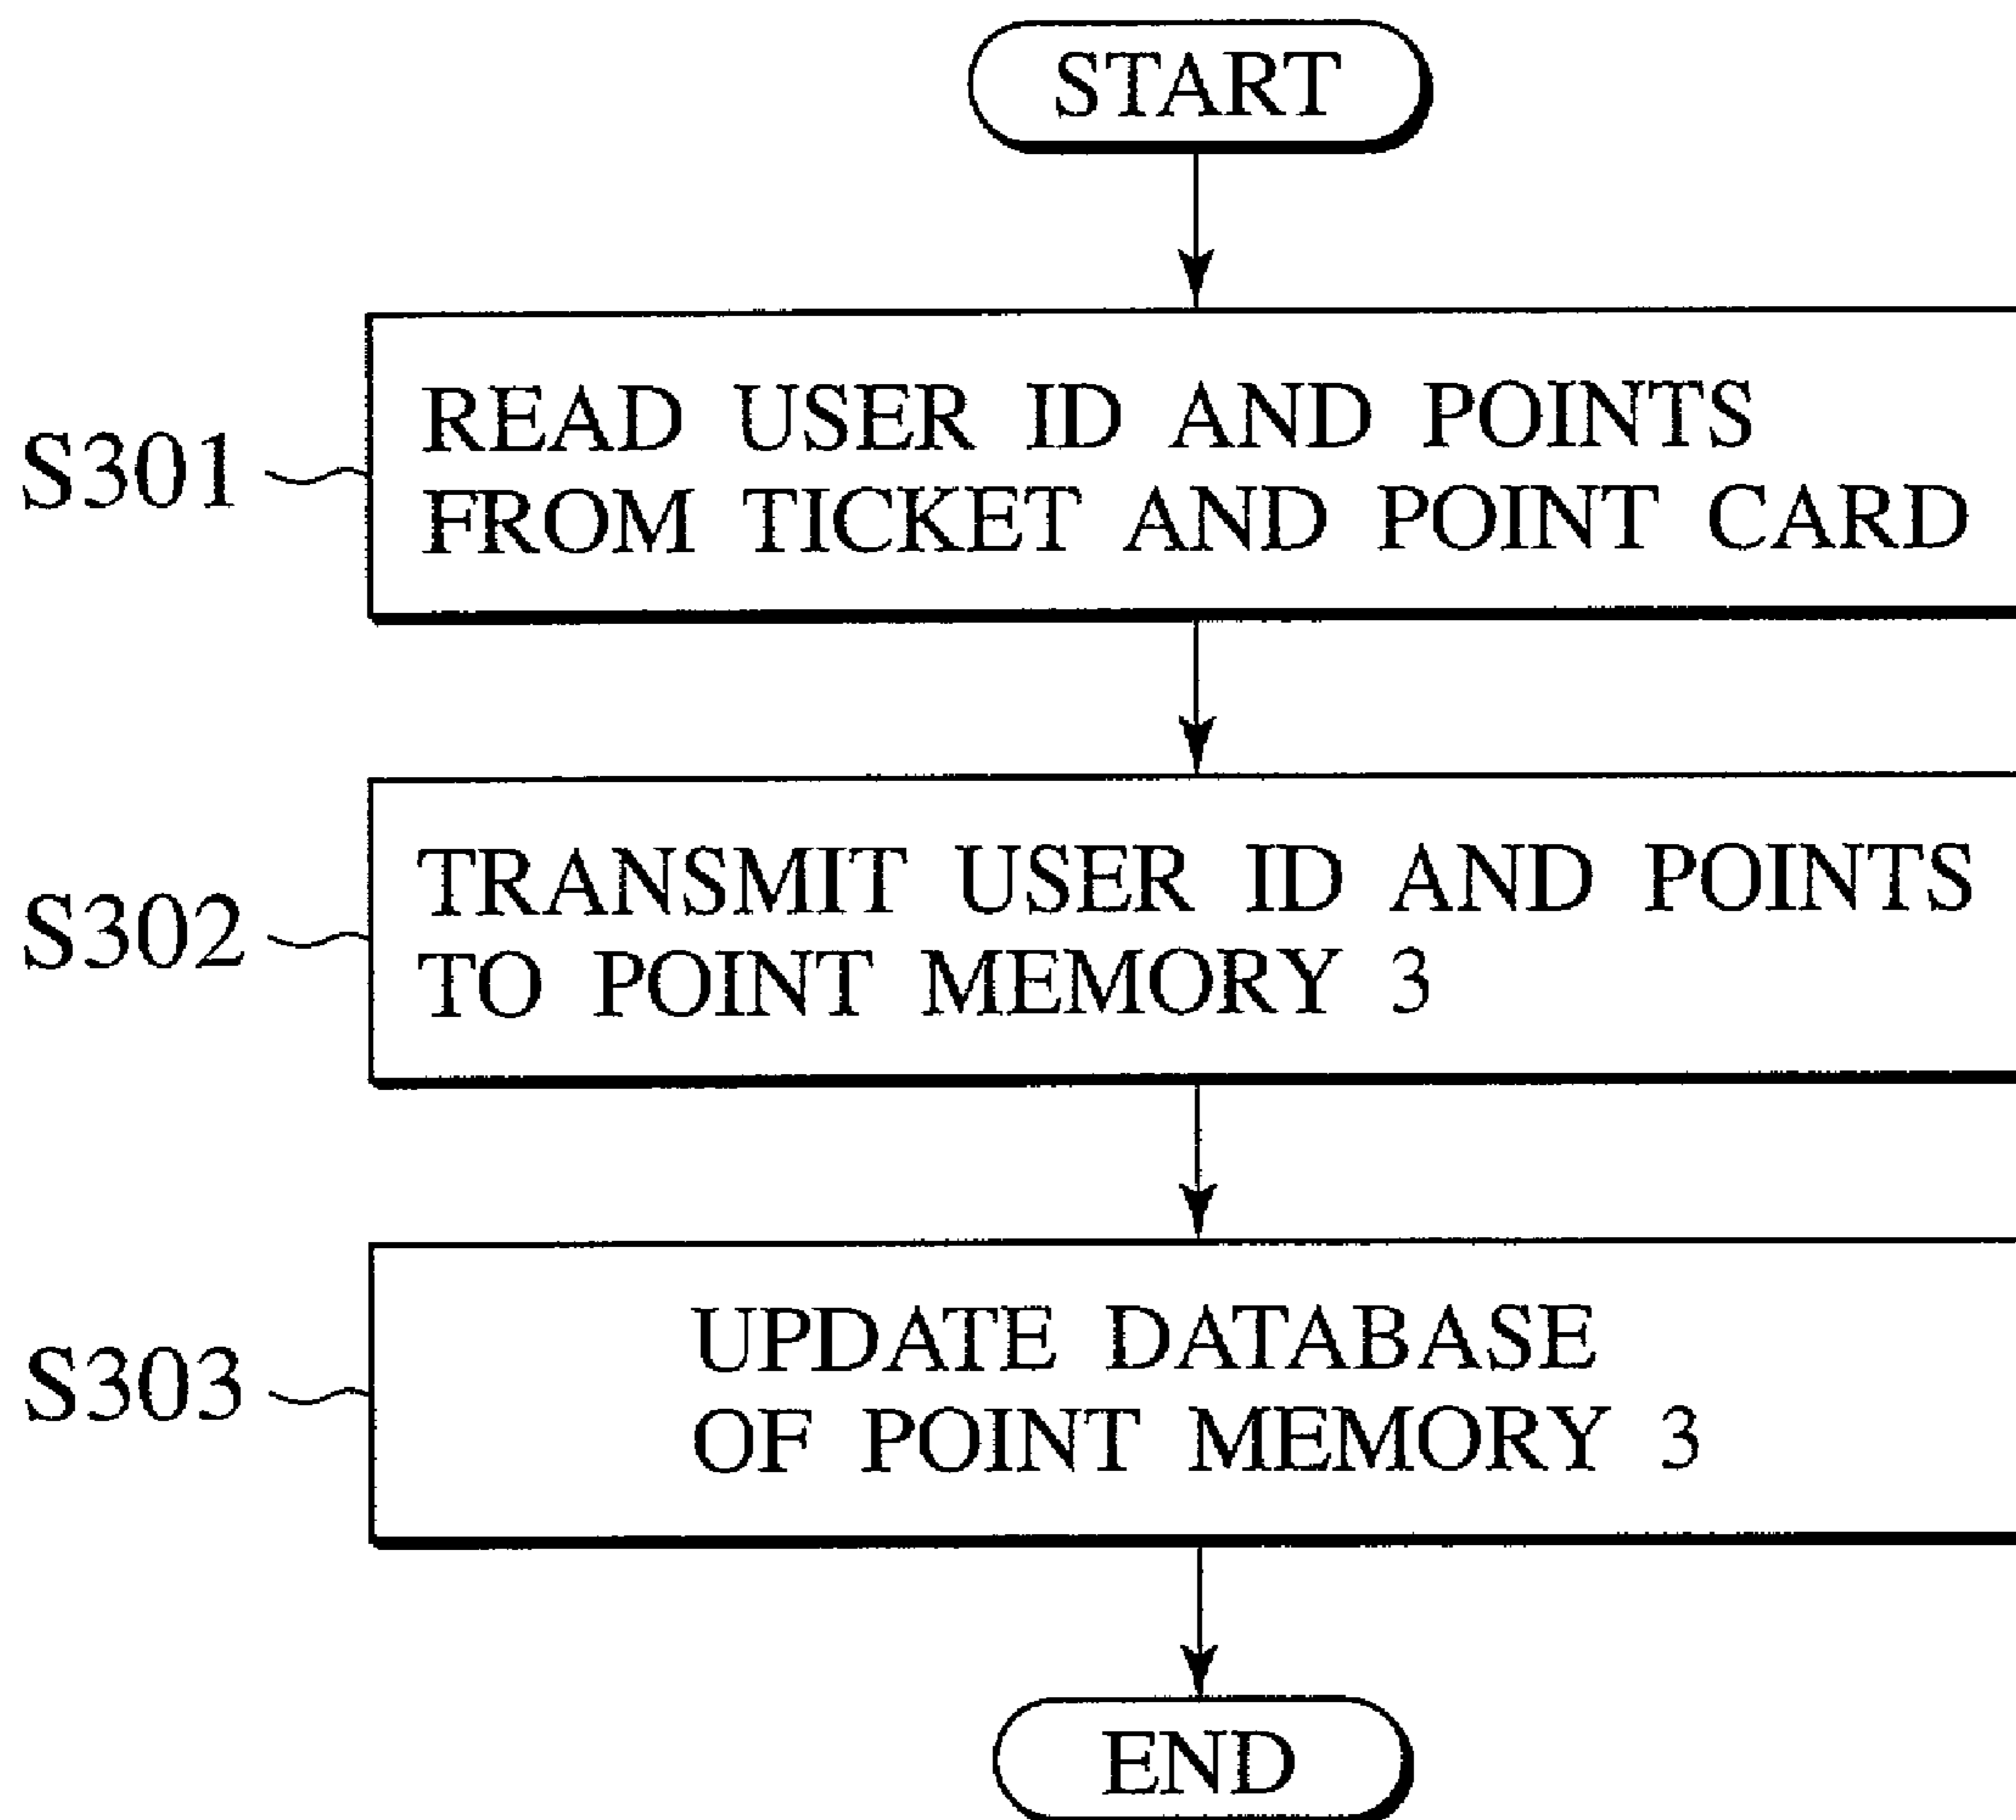 START
S301
READ USER ID AND POINTS
FROM TICKET AND POINT CARD
S302
TRANSMIT USER ID AND POINTS
TO POINT MEMORY 3
S303
UPDATE DATABASE
OF POINT MEMORY 3
END